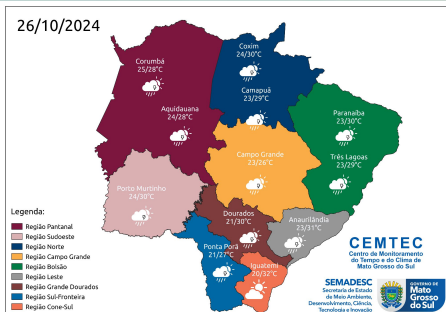 26/10/2024
Coxim
24/30°C
Corumbá
25/28°C
Camapuã
23/29°C
Aquidauana
24/28°C
Paranaíba
23/30°C
Três Lagoas
23/29°C
Campo Grande
23/26°C
Porto Murtinho
24/30°C
Dourados
21/30°C
Anaurilândia
23/31°C
Ponta Porã
21/27°C
Iguatemi
20/32°C
Legenda:
Região Pantanal
Região Sudoeste
Região Norte
Região Campo Grande
Região Bolsão
Região Leste
Região Grande Dourados
Região Sul-Fronteira
Região Cone-Sul
CEMTEC
Centro de Monitoramento
do Tempo e do Clima de
Mato Grosso do Sul
SEMADESC
Secretaria de Estado
de Meio Ambiente,
Desenvolvimento, Ciência,
Tecnologia e Inovação
GOVERNO DE
Mato
Grosso
do Sul